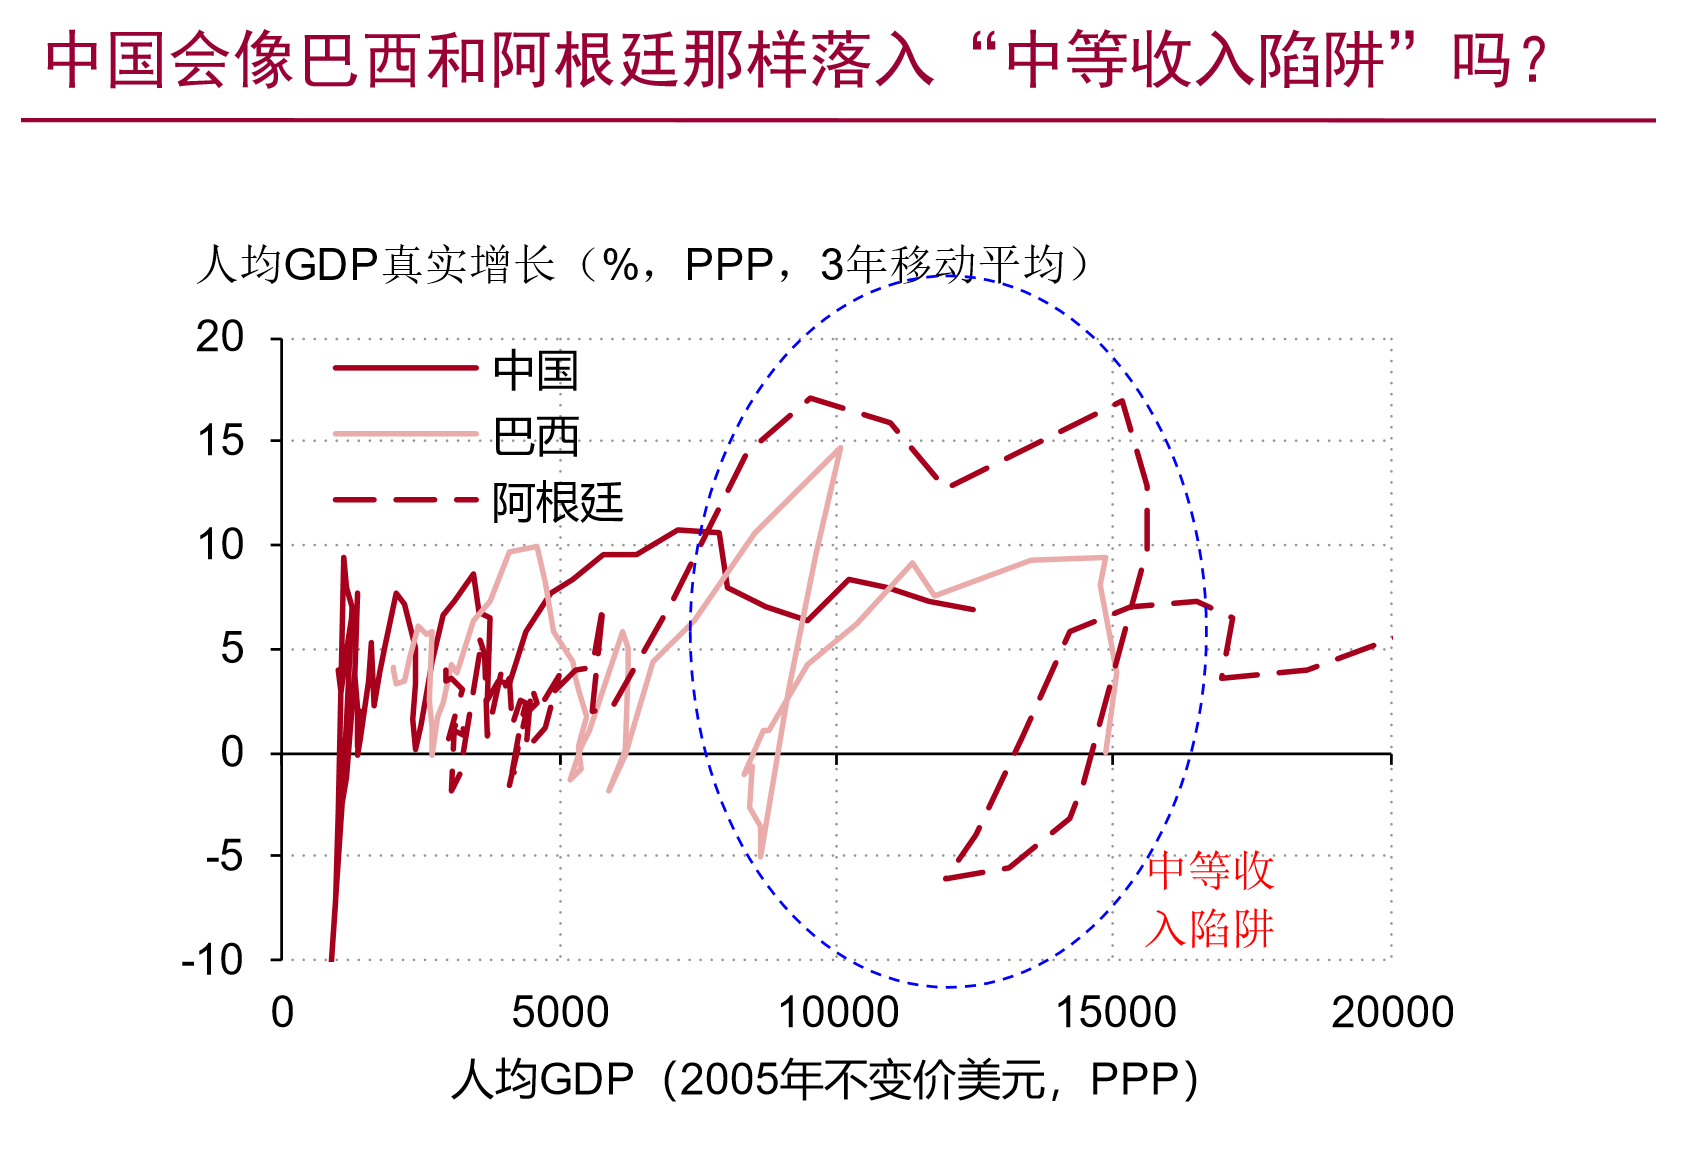 中国会像巴西和阿根廷那样落入“中等收入陷阱”吗?
人均GDP真实增长（%，PPP，3年移动平均）
20
15
10
5
0
-5
-10
中国
巴西
阿根廷
中等收
入陷阱
0 5000 10000 15000 20000
人均GDP（2005年不变价美元，PPP）